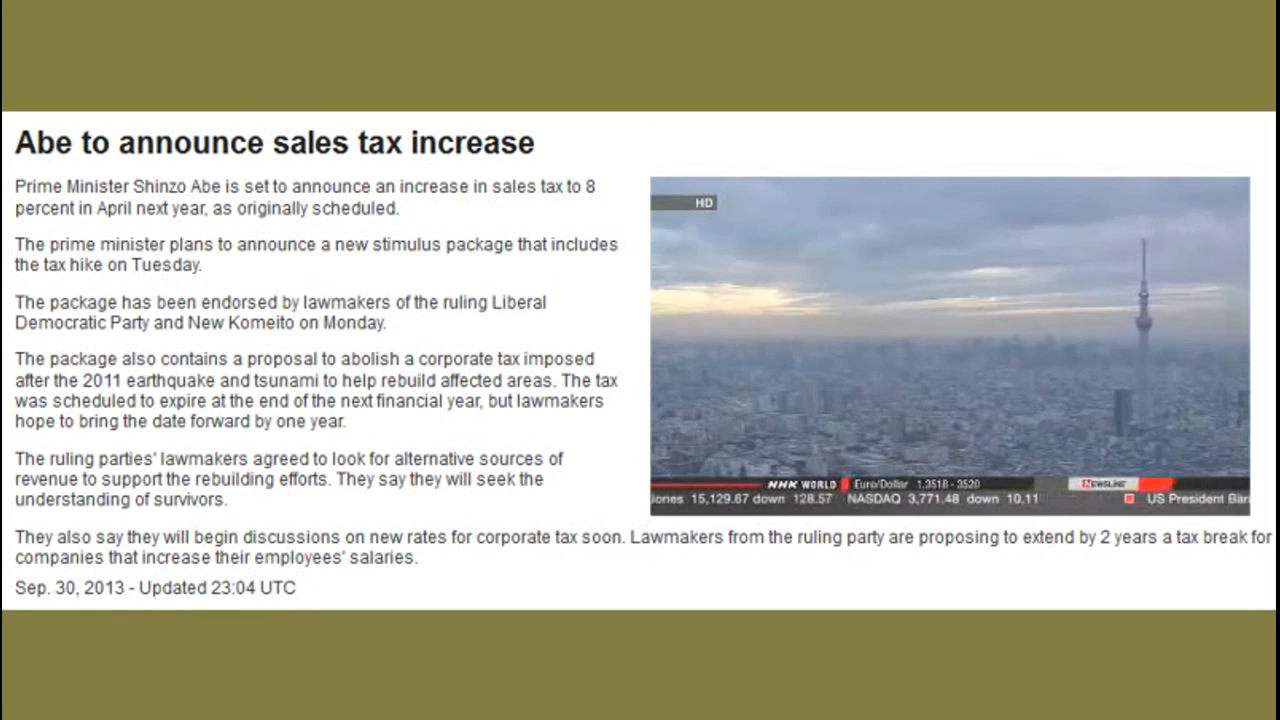 Abe to announce sales tax increase
Prime Minister Shinzo Abe is set to announce an increase in sales tax to 8
percent in April next year, as originally scheduled.
The prime minister plans to announce a new stimulus package that includes
the tax hike on Tuesday.
The package has been endorsed by lawmakers of the ruling Liberal
Democratic Party and New Komeito on Monday.
The package also contains a proposal to abolish a corporate tax imposed
after the 2011 earthquake and tsunami to help rebuild affected areas. The tax
was scheduled to expire at the end of the next financial year, but lawmakers
hope to bring the date forward by one year.
The ruling parties' lawmakers agreed to look for alternative sources of
revenue to support the rebuilding efforts. They say they will seek the
understanding of survivors.
HD
NHK WORLD Euro/Dollar 1.3518 - 3520 NEWSLINE
Jones 15,129.67 down 128.57 NASDAQ 3,771.48 down 10.11 US President Bar
They also say they will begin discussions on new rates for corporate tax soon. Lawmakers from the ruling party are proposing to extend by 2 years a tax break for
companies that increase their employees' salaries.
Sep. 30, 2013 - Updated 23:04 UTC